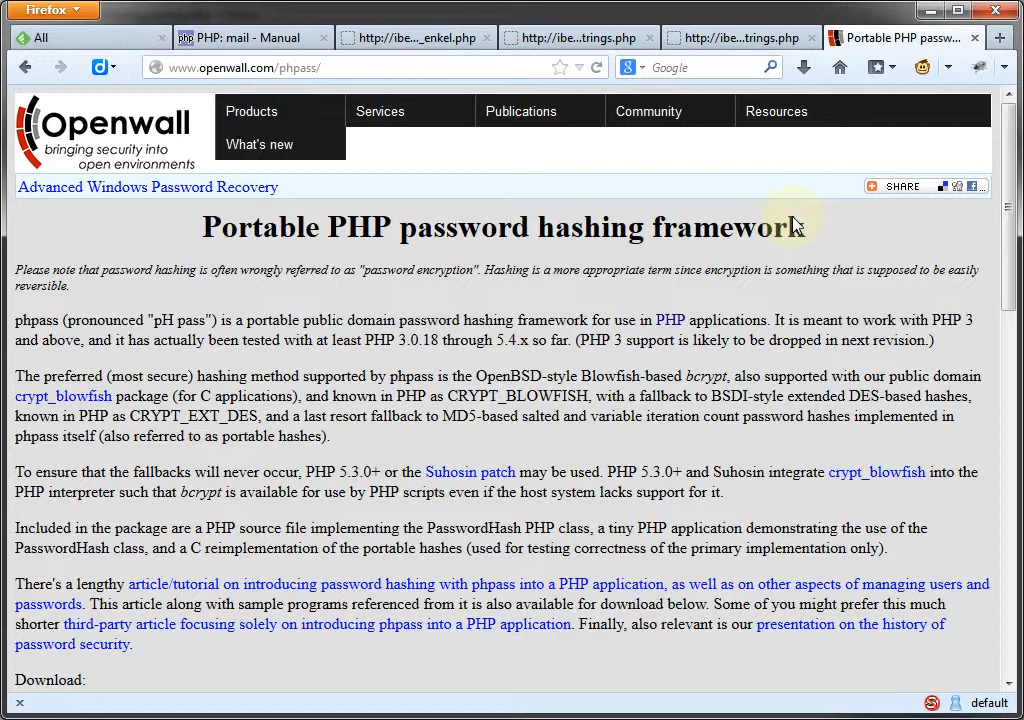 Firefox
All
PHP: mail - Manual
http://ibe..._enkel.php
http://ibe...trings.php
http://ibe...trings.php
Portable PHP passw...
www.openwall.com/phpass/
Google
Openwall
bringing security into
open environments
Products
Services
Publications
Community
Resources
What's new
Advanced Windows Password Recovery
SHARE
Portable PHP password hashing framework
Please note that password hashing is often wrongly referred to as "password encryption". Hashing is a more appropriate term since encryption is something that is supposed to be easily
reversible.
phpass (pronounced "pH pass") is a portable public domain password hashing framework for use in PHP applications. It is meant to work with PHP 3
and above, and it has actually been tested with at least PHP 3.0.18 through 5.4.x so far. (PHP 3 support is likely to be dropped in next revision.)
The preferred (most secure) hashing method supported by phpass is the OpenBSD-style Blowfish-based bcrypt, also supported with our public domain
crypt_blowfish package (for C applications), and known in PHP as CRYPT_BLOWFISH, with a fallback to BSDI-style extended DES-based hashes,
known in PHP as CRYPT_EXT_DES, and a last resort fallback to MD5-based salted and variable iteration count password hashes implemented in
phpass itself (also referred to as portable hashes).
To ensure that the fallbacks will never occur, PHP 5.3.0+ or the Suhosin patch may be used. PHP 5.3.0+ and Suhosin integrate crypt_blowfish into the
PHP interpreter such that bcrypt is available for use by PHP scripts even if the host system lacks support for it.
Included in the package are a PHP source file implementing the PasswordHash PHP class, a tiny PHP application demonstrating the use of the
PasswordHash class, and a C reimplementation of the portable hashes (used for testing correctness of the primary implementation only).
There's a lengthy article/tutorial on introducing password hashing with phpass into a PHP application, as well as on other aspects of managing users and
passwords. This article along with sample programs referenced from it is also available for download below. Some of you might prefer this much
shorter third-party article focusing solely on introducing phpass into a PHP application. Finally, also relevant is our presentation on the history of
password security.
Download:
default